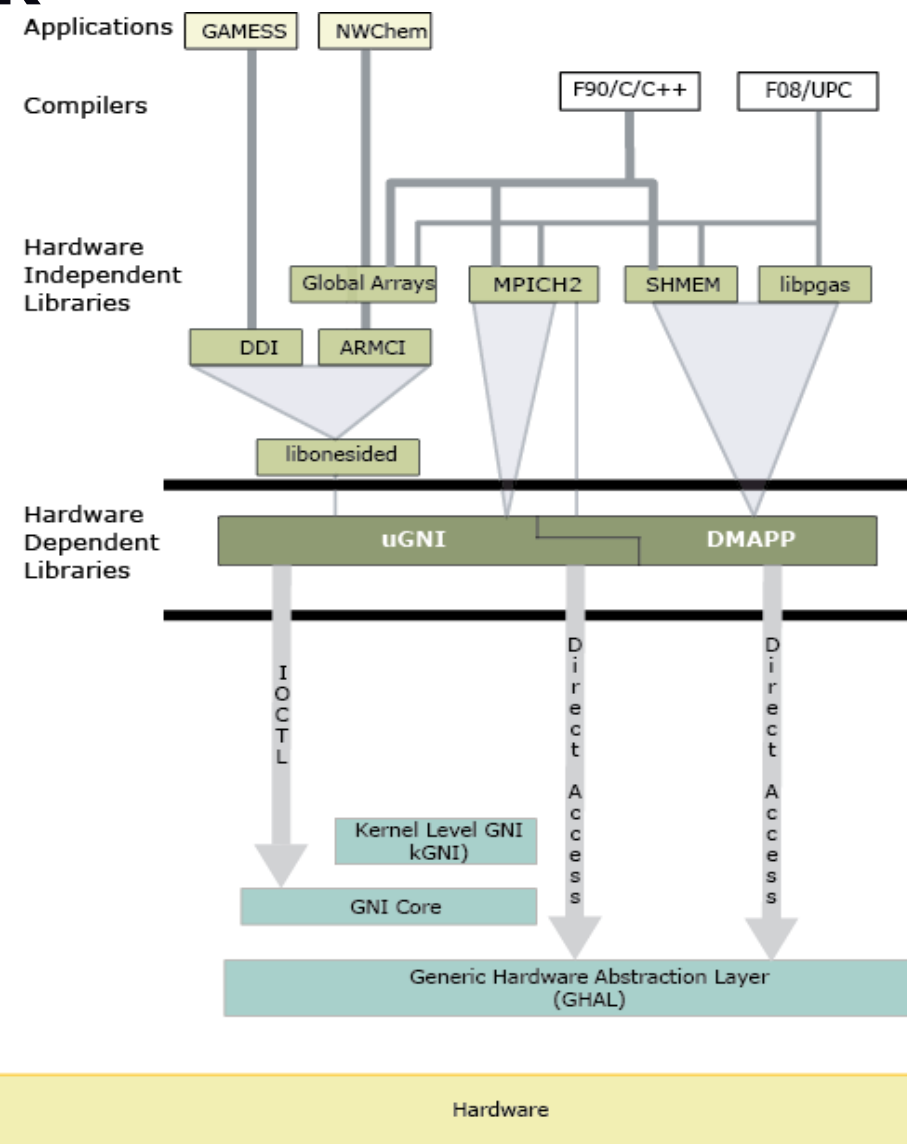 Applications
GAMESS
NWChem
Compilers
F90/C/C++
F08/UPC
Hardware
Independent
Libraries
Global Arrays
MPICH2
SHMEM
libpgas
DDI
ARMCI
libonesided
Hardware
Dependent
Libraries
uGNI
DMAPP
IOCTL
Direct Access
Direct Access
Kernel Level GNI
kGNI)
GNI Core
Generic Hardware Abstraction Layer
(GHAL)
Hardware